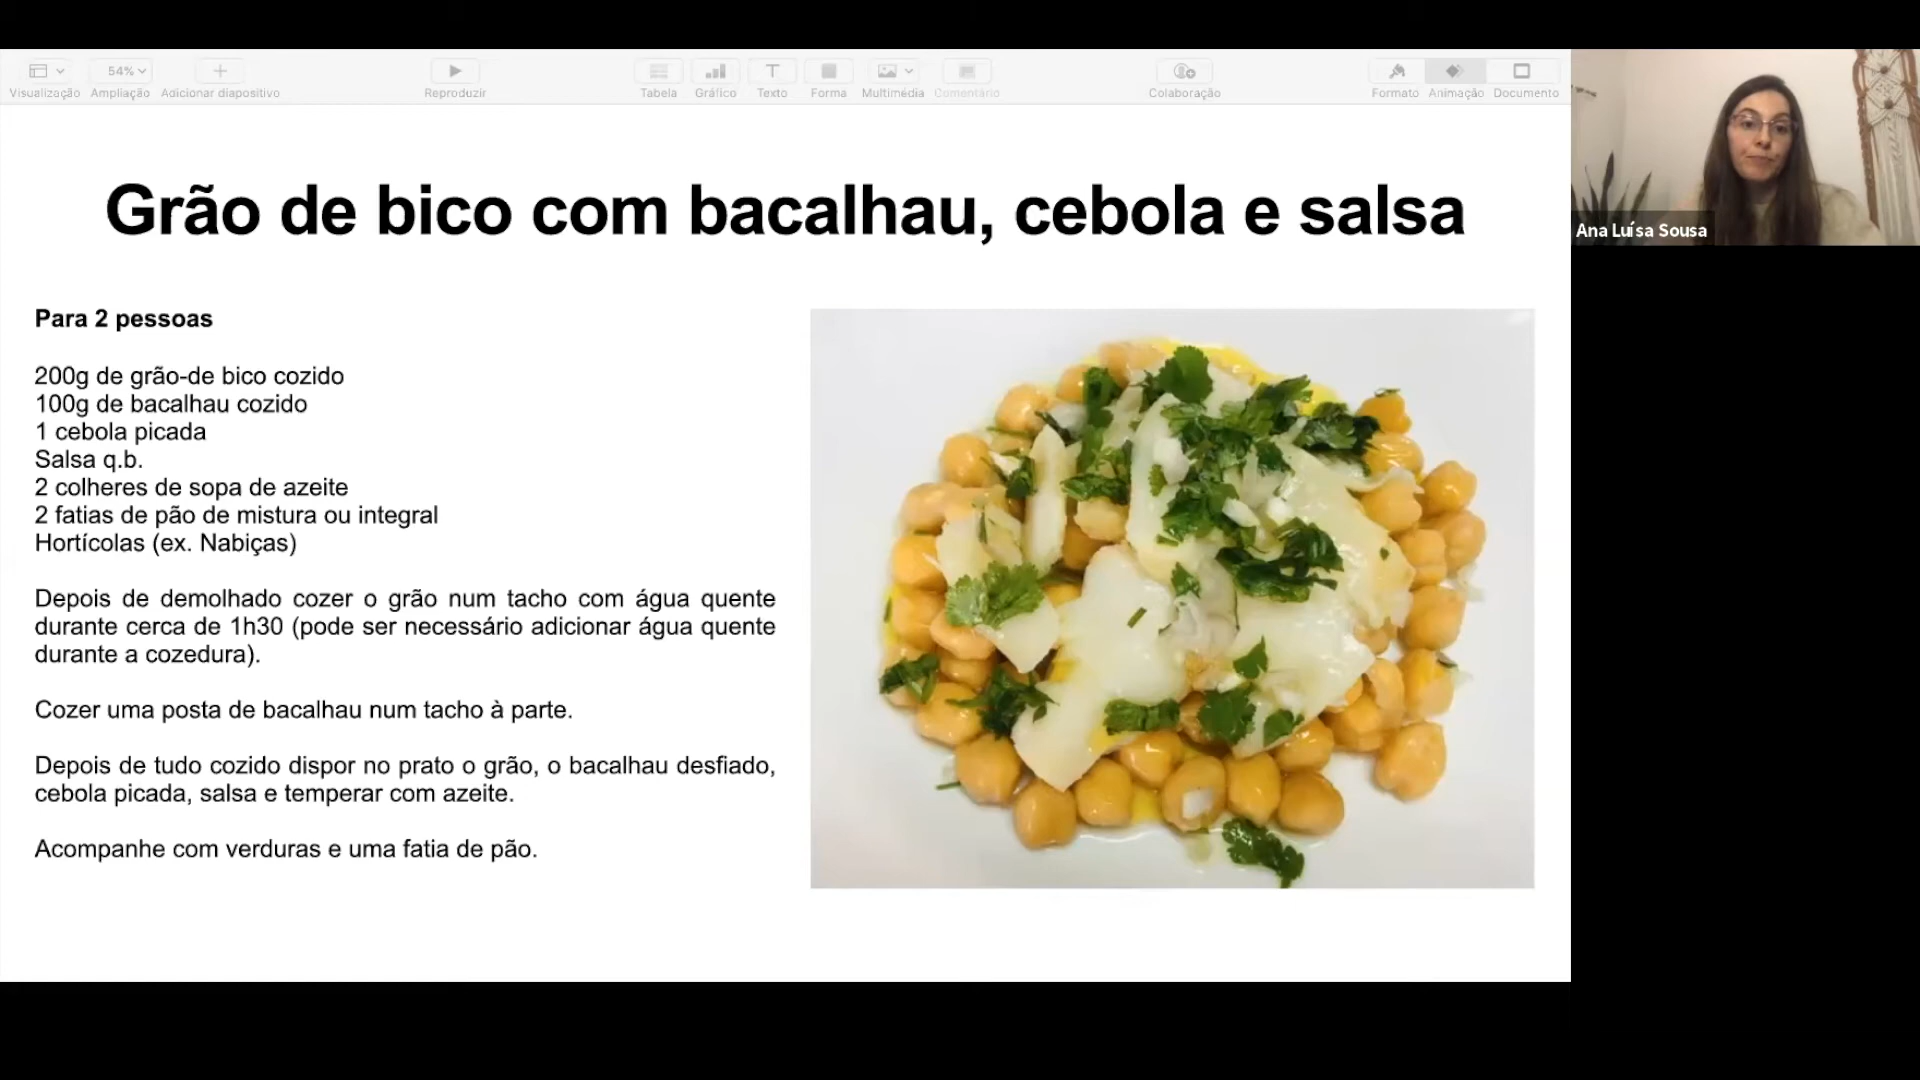 Visualização
54%
Ampliação
Adicionar diapositivo
Reproduzir
Tabela
Gráfico
Texto
Forma
Multimédia
Comentário
Colaboração
Formato
Animação
Documento
Ana Luísa Sousa
Grão de bico com bacalhau, cebola e salsa
Para 2 pessoas
200g de grão-de bico cozido
100g de bacalhau cozido
1 cebola picada
Salsa q.b.
2 colheres de sopa de azeite
2 fatias de pão de mistura ou integral
Hortícolas (ex. Nabiças)
Depois de demolhado cozer o grão num tacho com água quente
durante cerca de 1h30 (pode ser necessário adicionar água quente
durante a cozedura).
Cozer uma posta de bacalhau num tacho à parte.
Depois de tudo cozido dispor no prato o grão, o bacalhau desfiado,
cebola picada, salsa e temperar com azeite.
Acompanhe com verduras e uma fatia de pão.